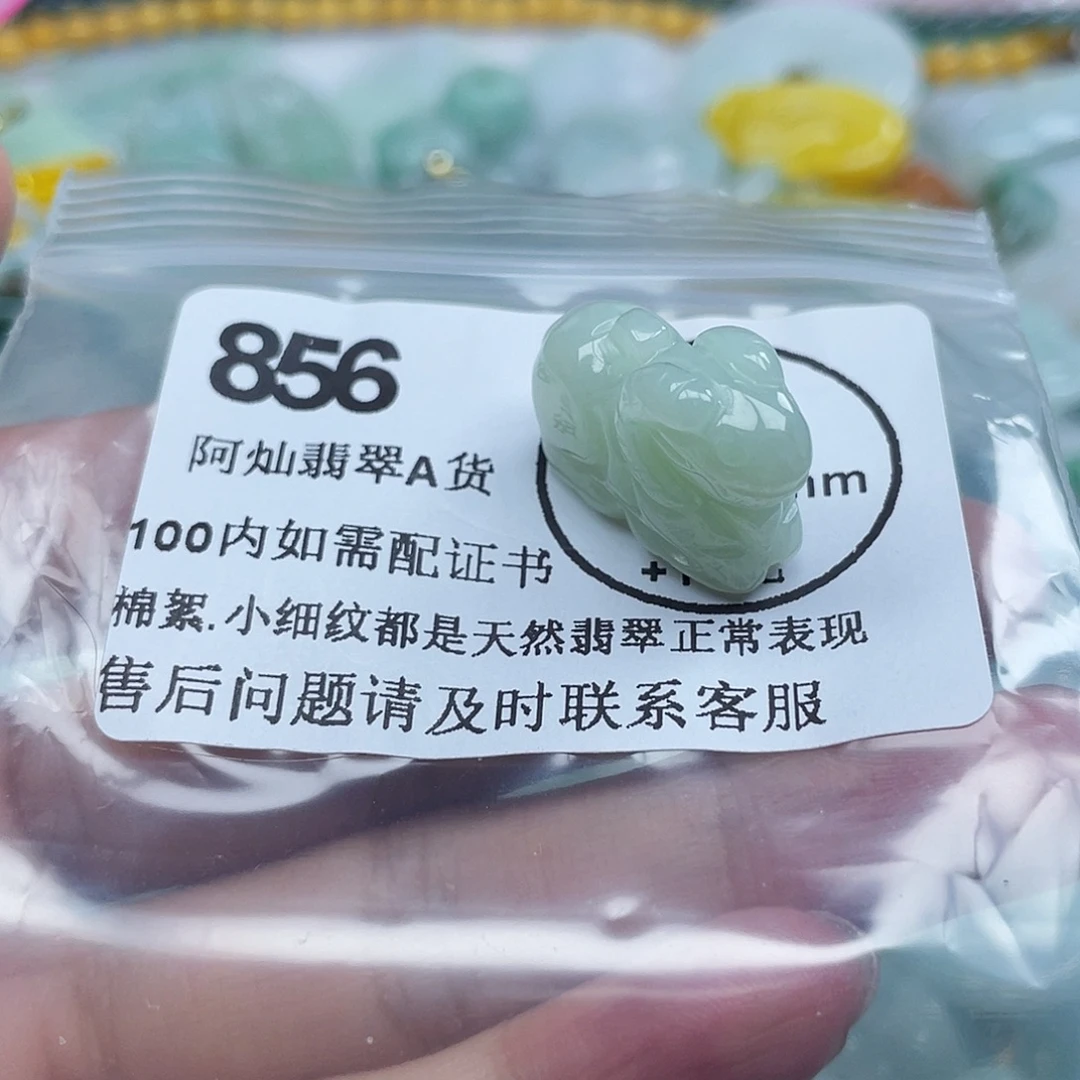 856
阿灿翡翠A货
mm
100内如需配证书
棉絮.小细纹都是天然翡翠正常表现
售后问题请及时联系客服